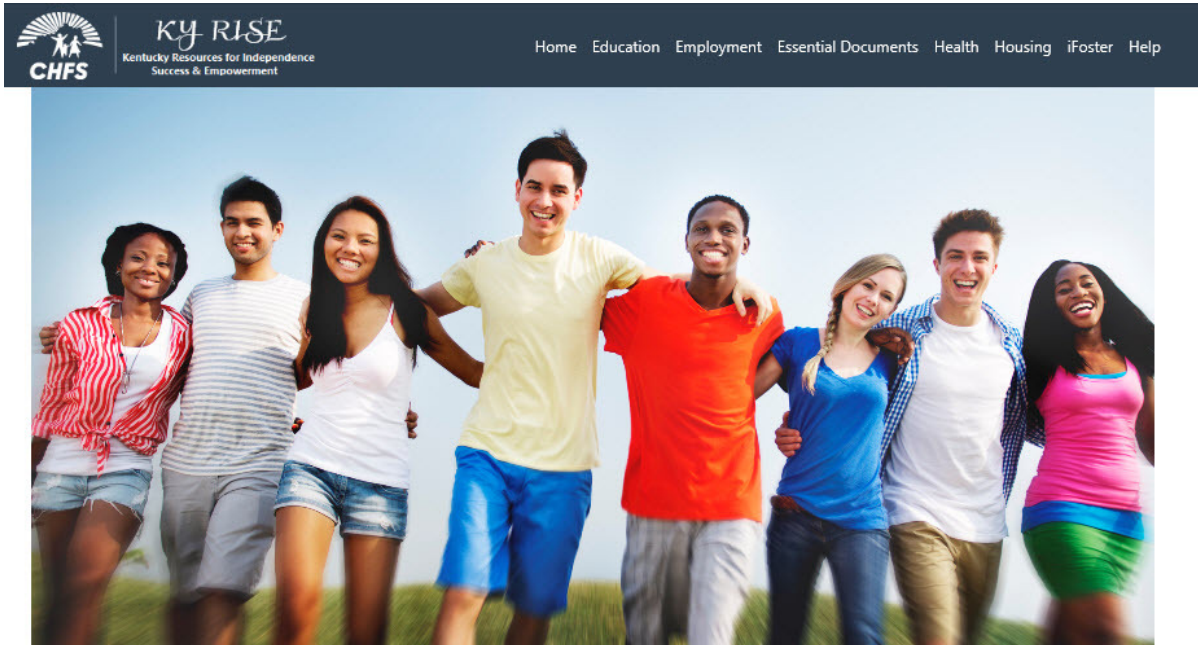 CHFS
KY RISE
Kentucky Resources for Independence
Success & Empowerment
Home Education Employment Essential Documents Health Housing iFoster Help